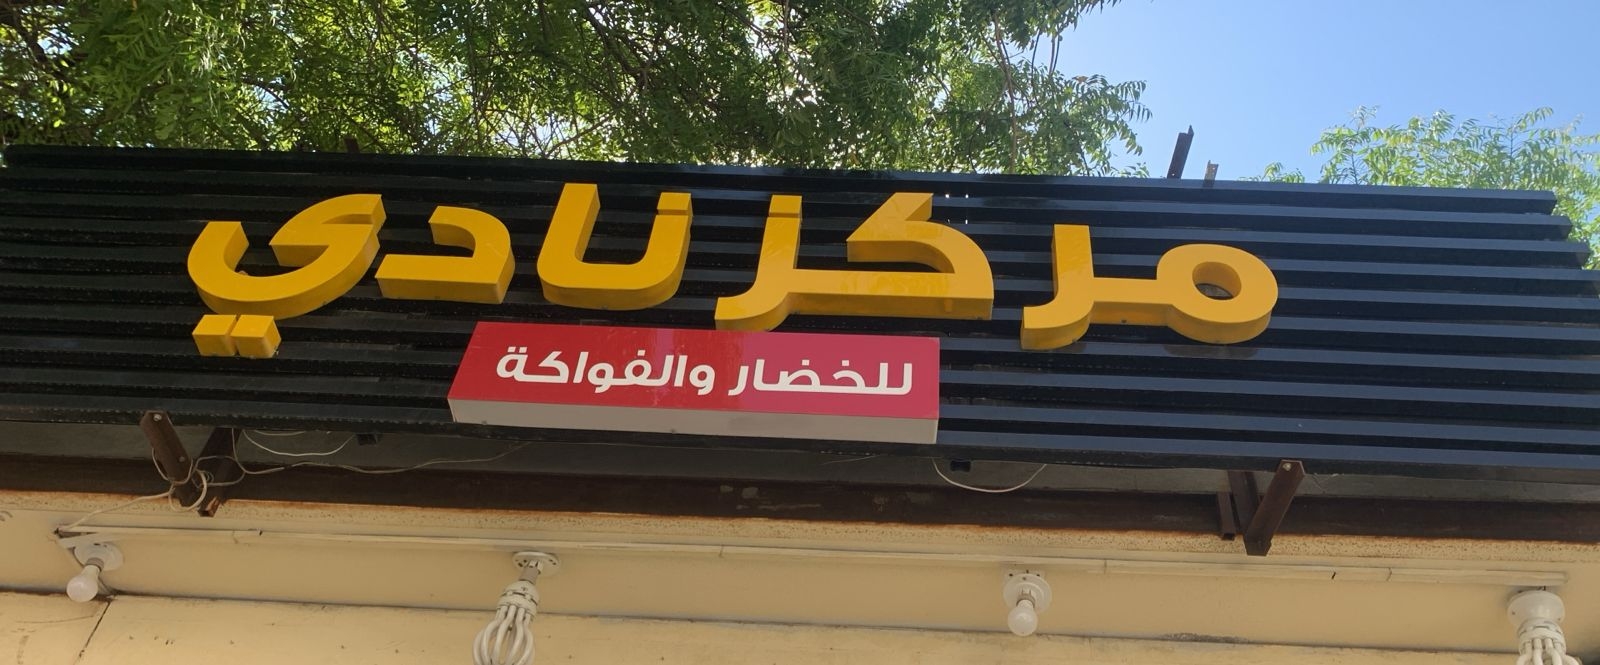 مركز نادي
للخضار والفواكة